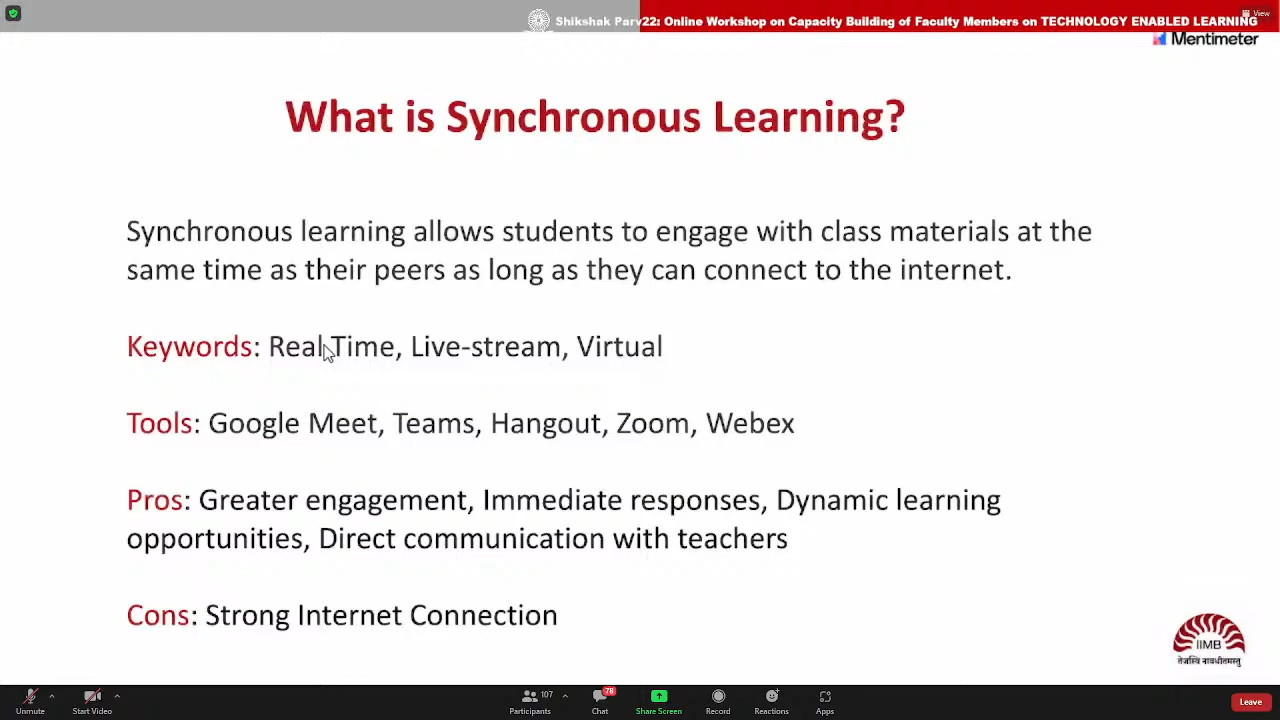 Shikshak Parv22: Online Workshop on Capacity Building of Faculty Members on TECHNOLOGY ENABLED LEARNING
View
Mentimeter
What is Synchronous Learning?
Synchronous learning allows students to engage with class materials at the
same time as their peers as long as they can connect to the internet.
Keywords: Real Time, Live-stream, Virtual
Tools: Google Meet, Teams, Hangout, Zoom, Webex
Pros: Greater engagement, Immediate responses, Dynamic learning
opportunities, Direct communication with teachers
Cons: Strong Internet Connection
IIMB
तेजस्वि नावधीतमस्तु
107
78
Unmute
Start Video
Participants
Chat
Share Screen
Record
Reactions
Apps
Leave